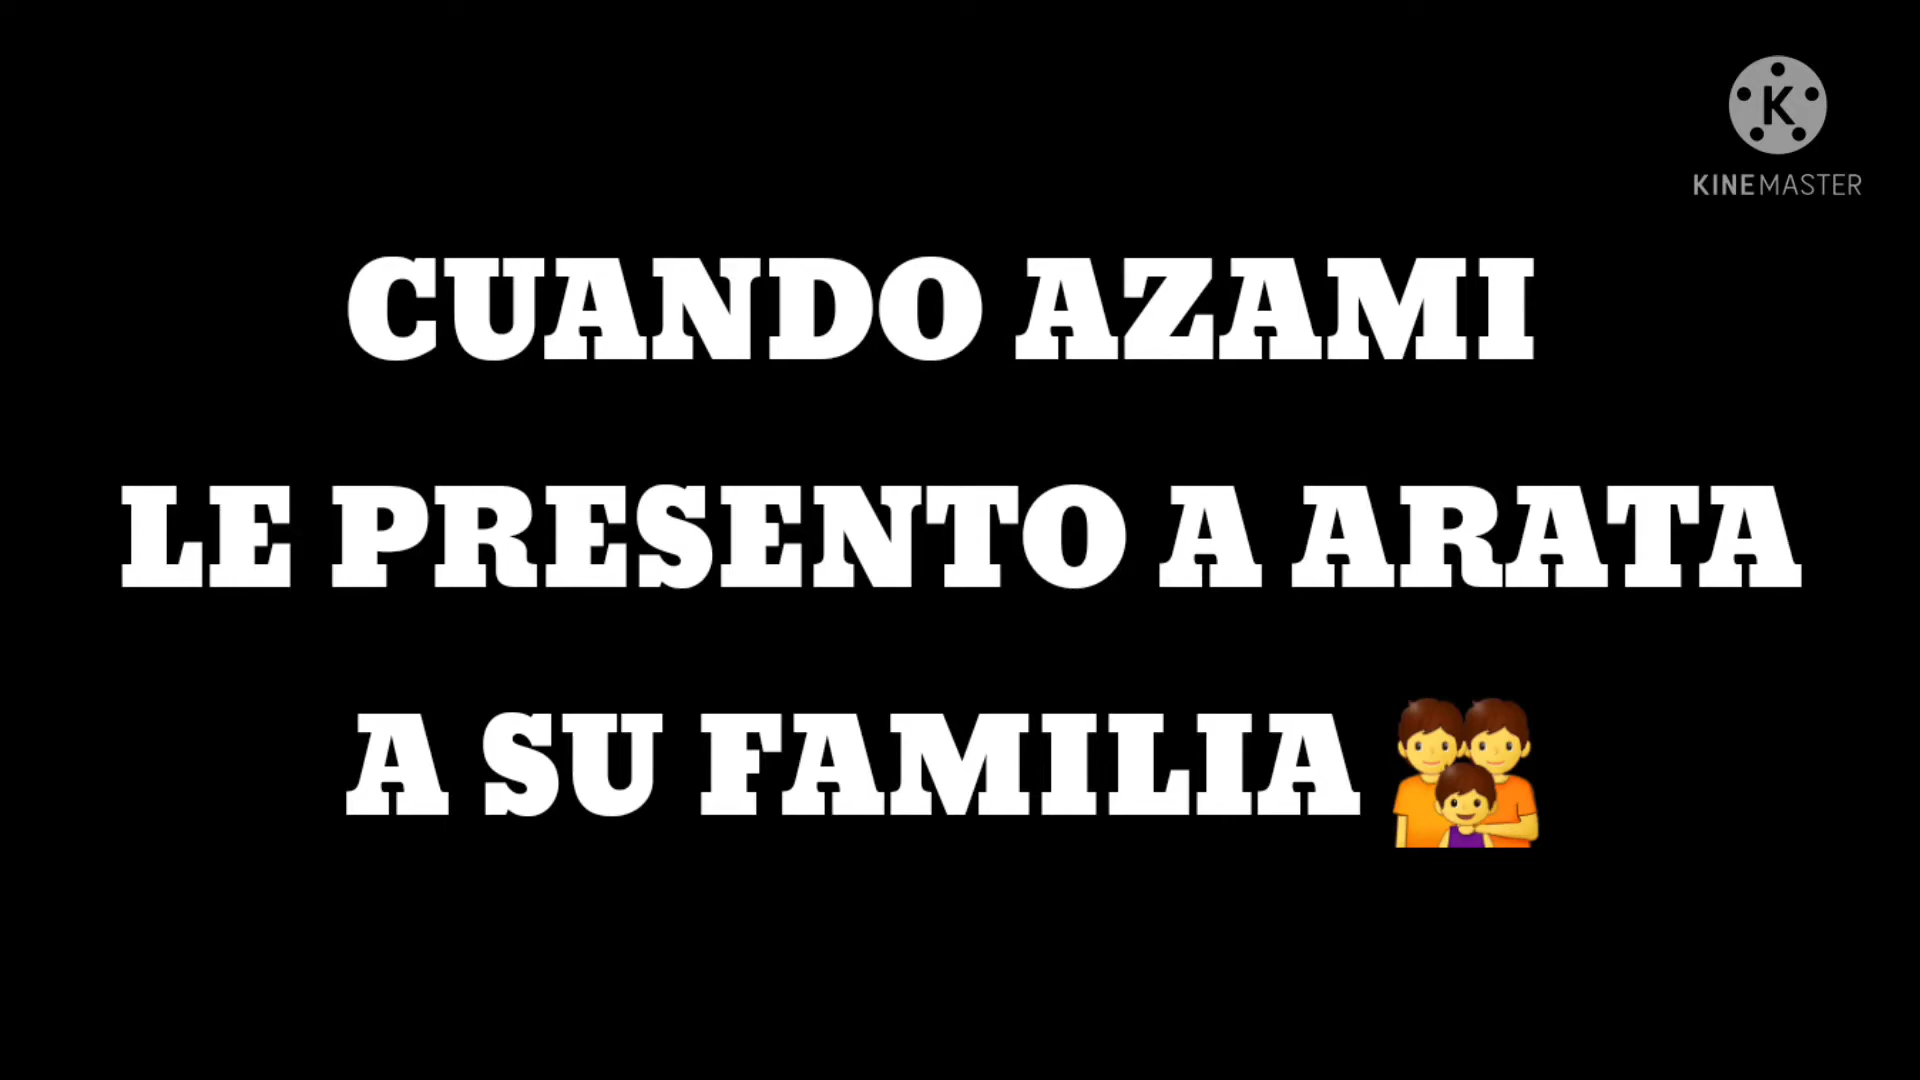 K
KINEMASTER
CUANDO AZAMI
LE PRESENTO A ARATA
A SU FAMILIA